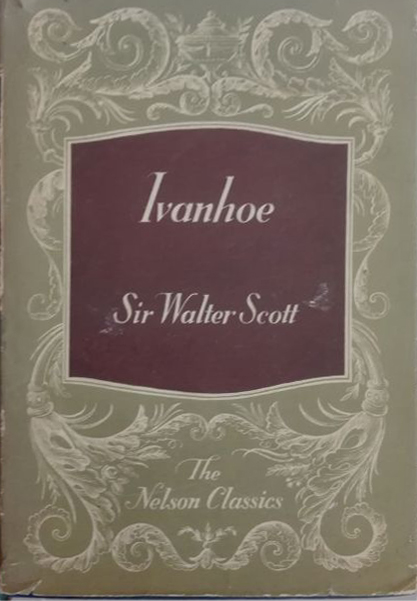 Ivanhoe
Sir Walter Scott
The
Nelson Classics